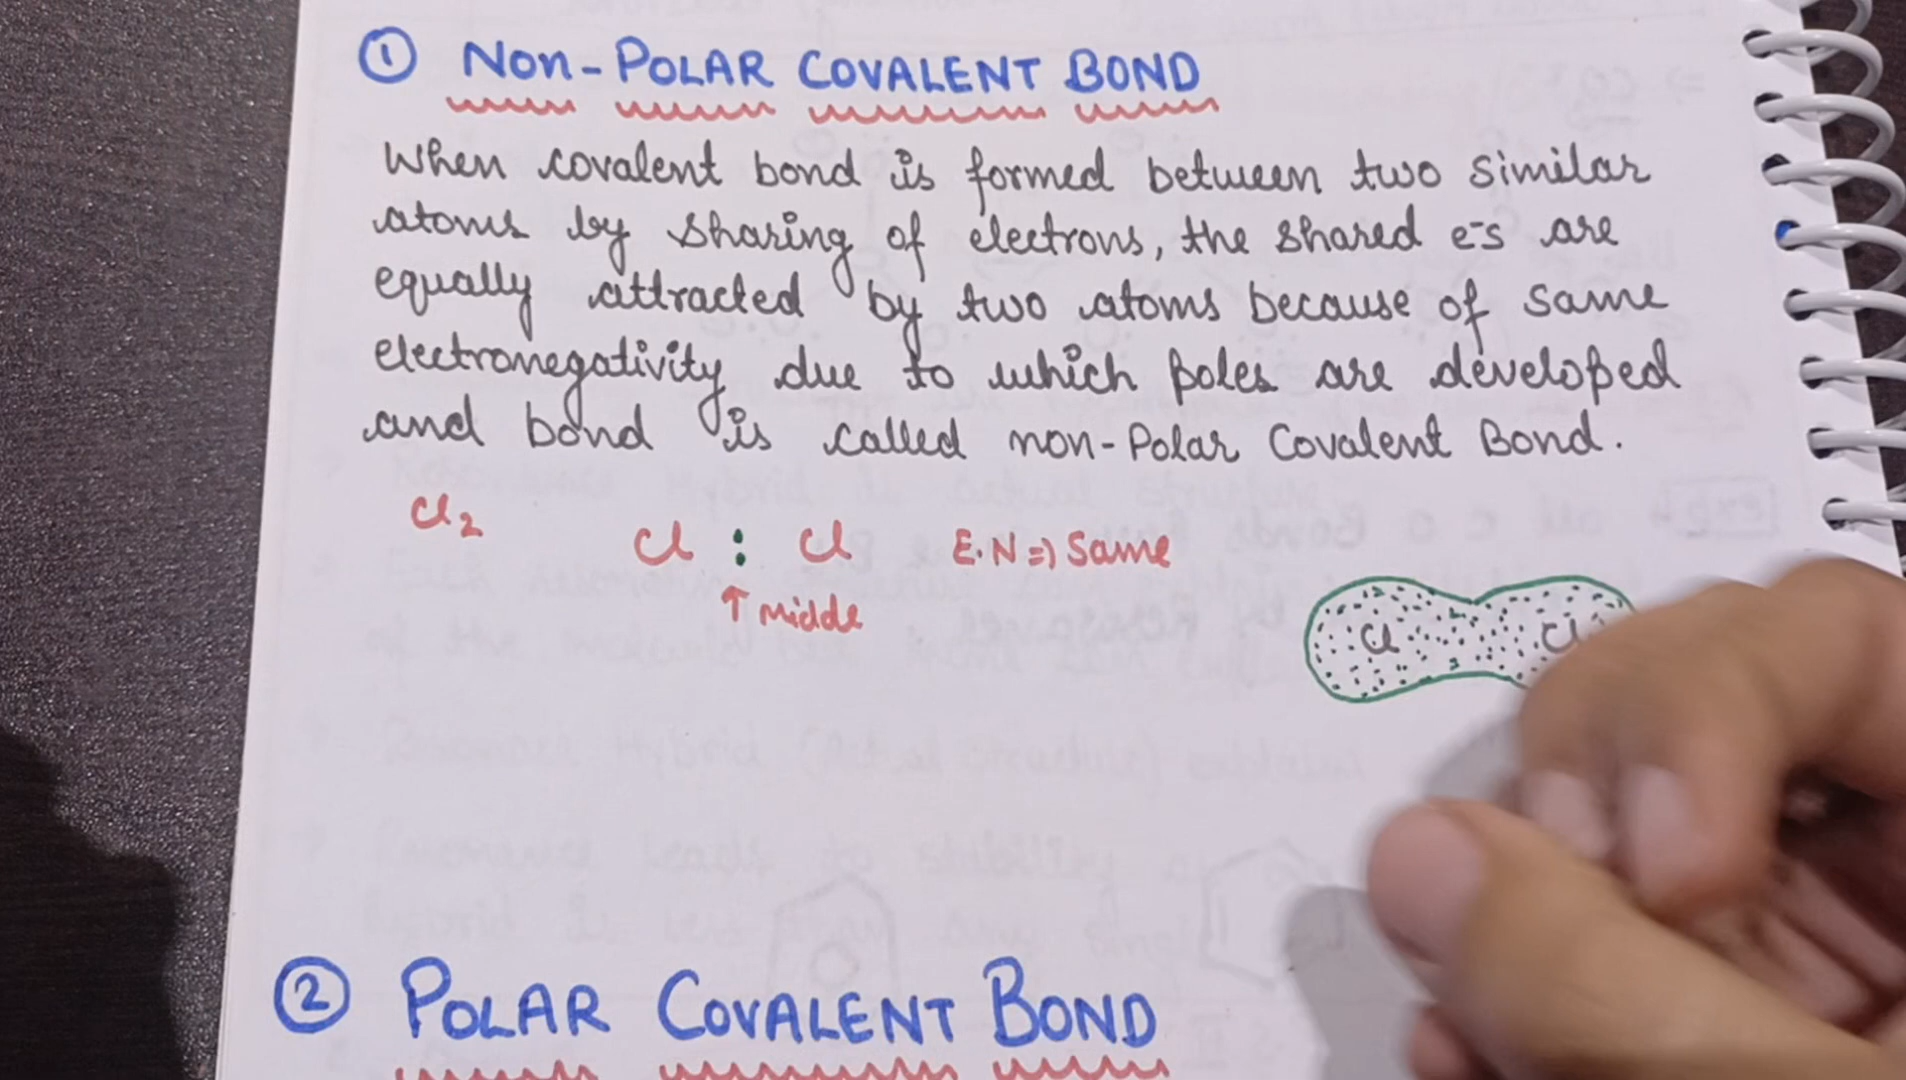 ① Non-POLAR COVALENT BOND
When covalent bond is formed between two similar
atoms by sharing of electrons, the shared e-s are
equally attracted by two atoms because of same
electronegativity due to which poles are developed
and bond is called non-Polar Covalent Bond.
Cl2
Cl : Cl E.N => Same
↑ Midde
Cl Cl
② POLAR COVALENT BOND